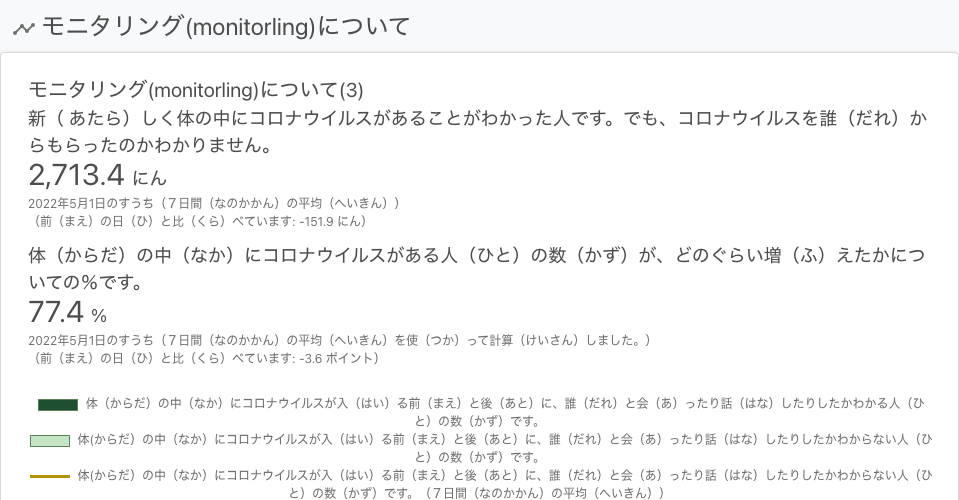 モニタリング(monitorling)について
モニタリング(monitorling)について(3)
新（ あたら）しく体の中にコロナウイルスがあることがわかった人です。でも、コロナウイルスを誰（だれ）か
らもらったのかわかりません。
2,713.4 にん
2022年5月1日のすうち（７日間（なのかかん）の平均（へいきん））
（前（まえ）の日（ひ）と比（くら）べています: -151.9 にん）
体（からだ）の中（なか）にコロナウイルスがある人（ひと）の数（かず）が、どのぐらい増（ふ）えたかにつ
いての%です。
77.4 %
2022年5月1日のすうち（７日間（なのかかん）の平均（へいきん）を使（つか）って計算（けいさん）しました。）
（前（まえ）の日（ひ）と比（くら）べています: -3.6 ポイント）
体（からだ）の中（なか）にコロナウイルスが入（はい）る前（まえ）と後（あと）に、誰（だれ）と会（あ）ったり話（はな）したりしたかわかる人（ひ
と）の数（かず）です。
体(からだ）の中（なか）にコロナウイルスが入（はい）る前（まえ）と後（あと）に、誰（だれ）と会（あ）ったり話（はな）したりしたかわからない人（ひ
と）の数（かず）です。
体(からだ）の中（なか）にコロナウイルスが入（はい）る前（まえ）と後（あと）に、誰（だれ）と会（あ）ったり話（はな）したりしたかわからない人（ひ
と）の数（かず）です。（７日間（なのかかん）の平均（へいきん））